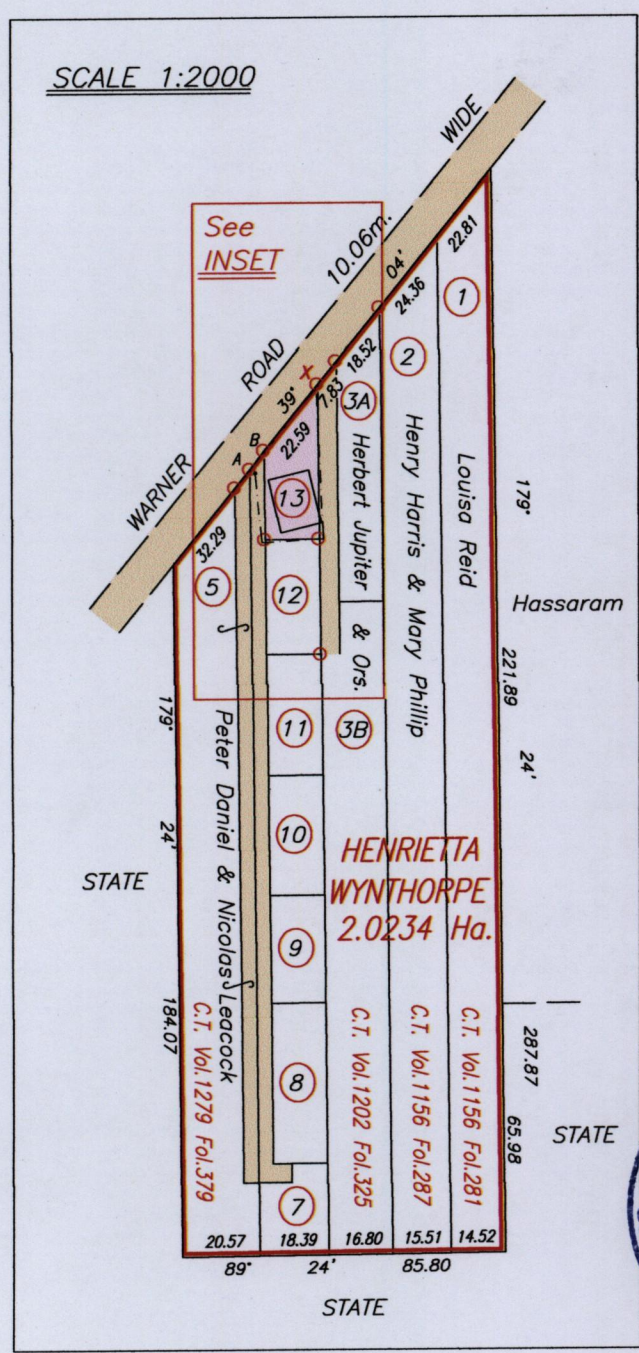 SCALE 1:2000
WIDE
10.06m.
ROAD
WARNER
See
INSET
04'
39°
22.81
24.36
18.52
7.83
22.59
32.29
X
B
A
1
2
3A
13
12
5
11
3B
10
9
8
7
Louisa Reid
Henry Harris & Mary Phillip
Herbert Jupiter & Ors.
Peter Daniel & Nicolas Leacock
179°
Hassaram
221.89
24'
179°
24'
STATE
184.07
HENRIETTA
WYNTHORPE
2.0234 Ha.
C.T. Vol.1279 Fol.379
C.T. Vol.1202 Fol.325
C.T. Vol.1156 Fol.287
C.T. Vol.1156 Fol.281
287.87
65.98
STATE
20.57
18.39
16.80
15.51
14.52
89°
24'
85.80
STATE